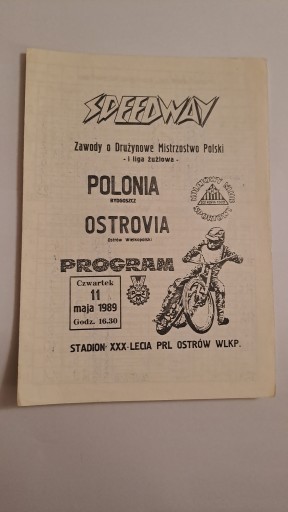 SPEEDWAY
Zawody o Drużynowe Mistrzostwo Polski
- I liga żużlowa -
POLONIA
BYDGOSZCZ
OSTROVIA
(Ostrów Wielkopolski)
PROGRAM
Czwartek
11
maja 1989
Godz. 16.30
STADION XXX-LECIA PRL OSTRÓW WLKP.